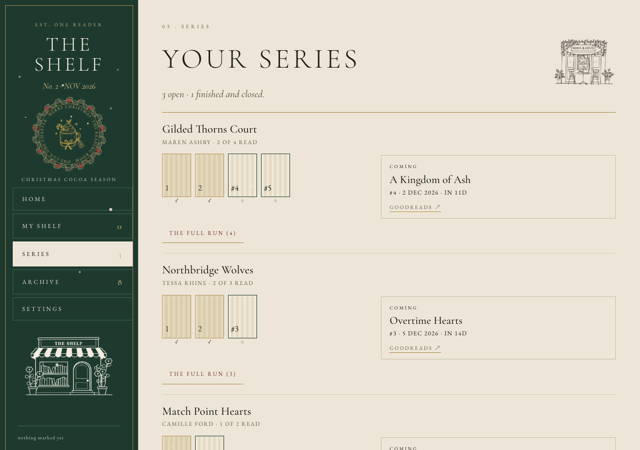 EST. ONE READER
THE
SHELF
No. 2 · NOV 2026
CHRISTMAS COCOA SEASON
HOME
MY SHELF 0
SERIES 3
ARCHIVE 8
SETTINGS
THE SHELF
nothing marked yet
03 · SERIES
YOUR SERIES
3 open · 1 finished and closed.
Gilded Thorns Court
MAREN ASHBY · 2 OF 4 READ
1 2 #4 #5
✓ ✓
COMING
A Kingdom of Ash
#4 · 2 DEC 2026 · IN 11D
GOODREADS ↗
THE FULL RUN (4)
Northbridge Wolves
TESSA RHINE · 2 OF 3 READ
1 2 #3
✓ ✓
COMING
Overtime Hearts
#3 · 5 DEC 2026 · IN 14D
GOODREADS ↗
THE FULL RUN (3)
Match Point Hearts
CAMILLE FORD · 1 OF 2 READ
COMING